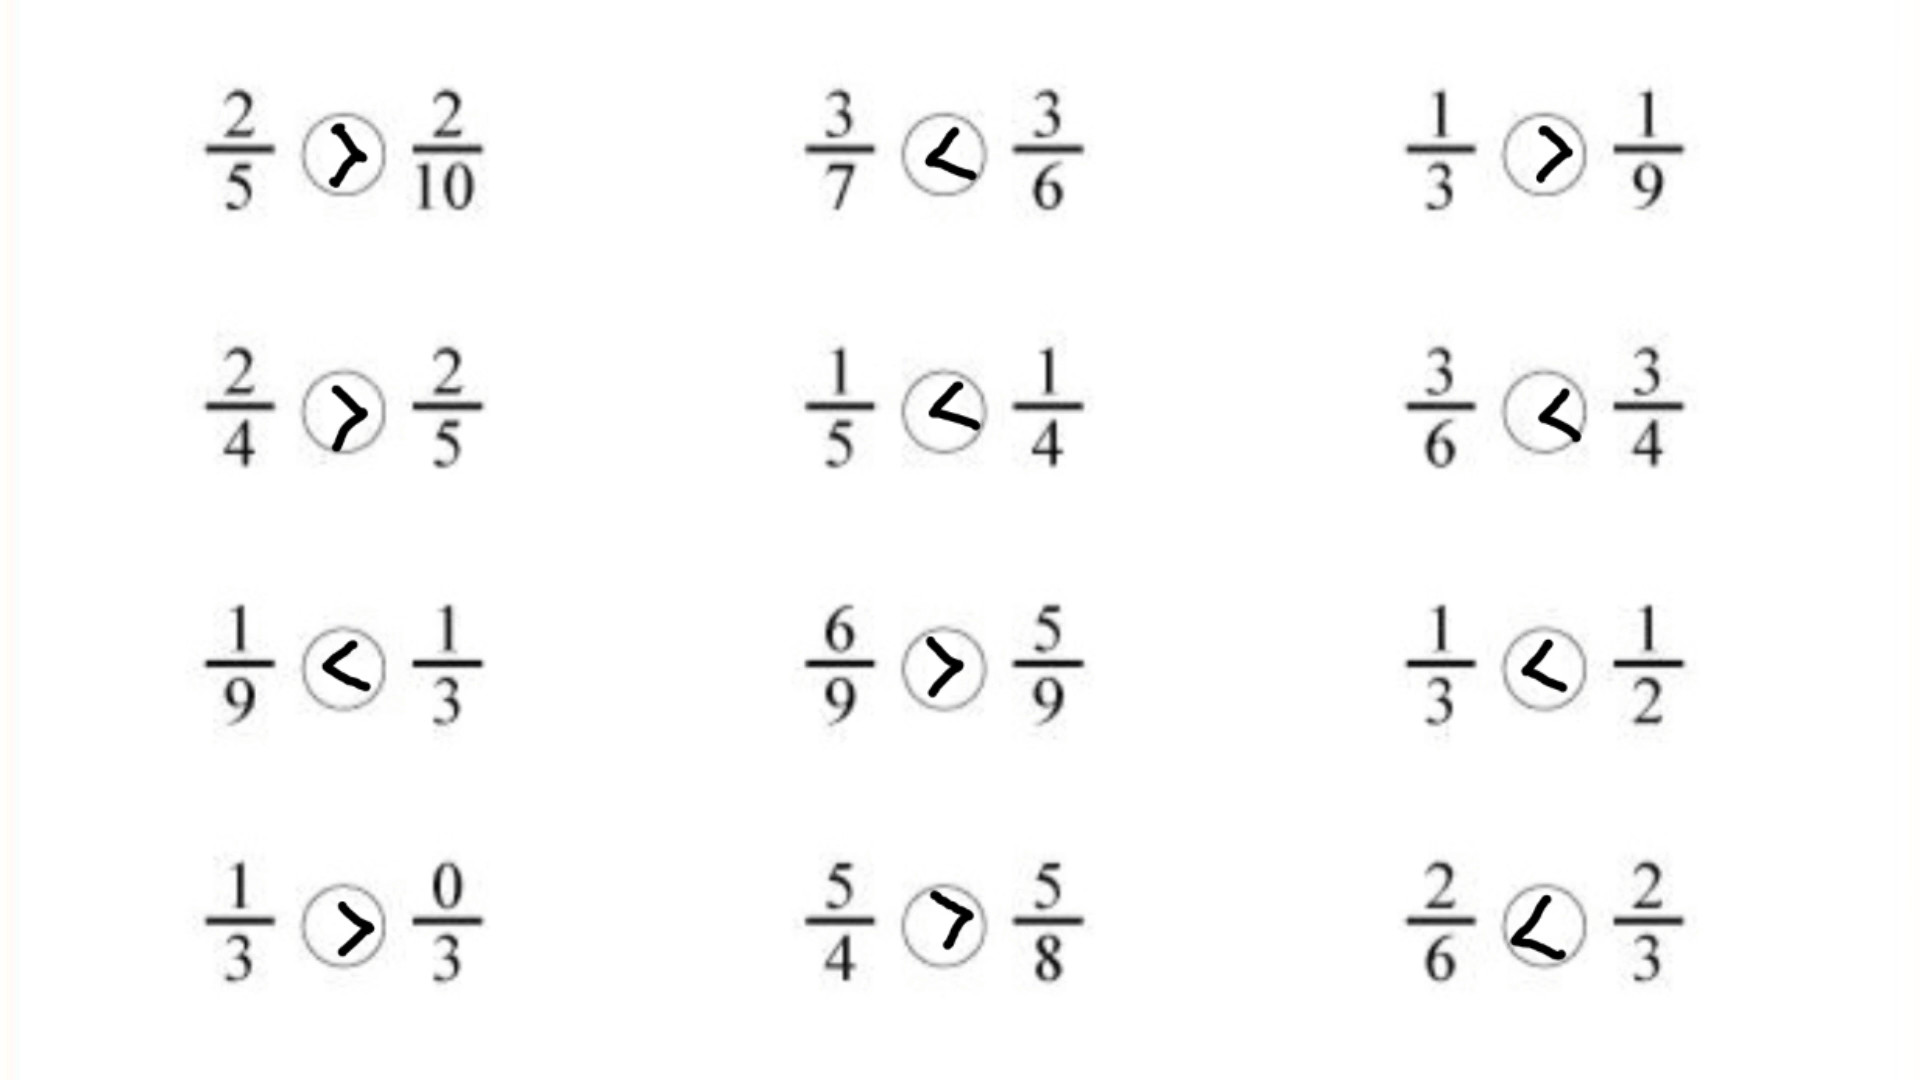 2/5 > 2/10 3/7 < 3/6 1/3 > 1/9
2/4 > 2/5 1/5 < 1/4 3/6 < 3/4
1/9 < 1/3 6/9 > 5/9 1/3 < 1/2
1/3 > 0/3 5/4 > 5/8 2/6 < 2/3